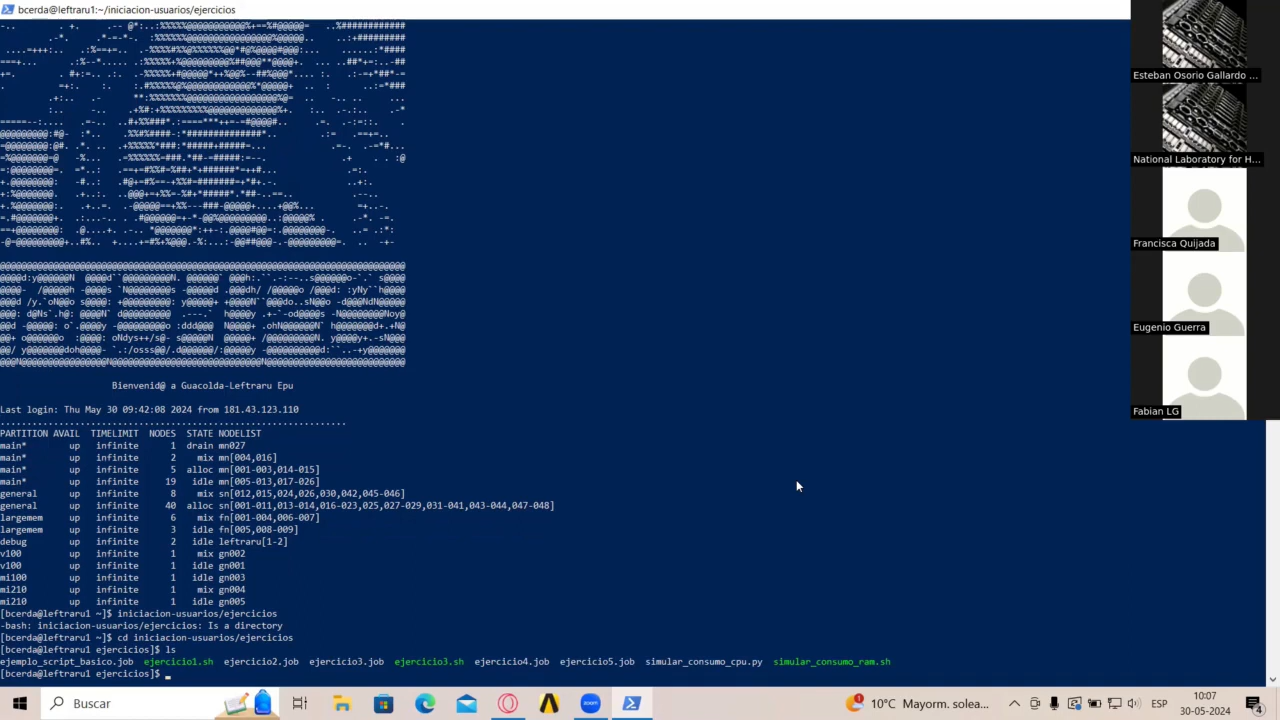 bcerda@leftraru1:~/iniciacion-usuarios/ejercicios
Bienvenid@ a Guacolda-Leftraru Epu
Last login: Thu May 30 09:42:08 2024 from 181.43.123.110
PARTITION AVAIL  TIMELIMIT  NODES  STATE NODELIST
main*        up   infinite      1  drain mn027
main*        up   infinite      2    mix mn[004,016]
main*        up   infinite      5  alloc mn[001-003,014-015]
main*        up   infinite     19   idle mn[005-013,017-026]
general      up   infinite      8    mix sn[012,015,024,026,030,042,045-046]
general      up   infinite     40  alloc sn[001-011,013-014,016-023,025,027-029,031-041,043-044,047-048]
largemem     up   infinite      6    mix fn[001-004,006-007]
largemem     up   infinite      3   idle fn[005,008-009]
debug        up   infinite      2   idle leftraru[1-2]
v100         up   infinite      1    mix gn002
v100         up   infinite      1   idle gn001
mi100        up   infinite      1   idle gn003
mi210        up   infinite      1    mix gn004
mi210        up   infinite      1   idle gn005
[bcerda@leftraru1 ~]$ iniciacion-usuarios/ejercicios
-bash: iniciacion-usuarios/ejercicios: Is a directory
[bcerda@leftraru1 ~]$ cd iniciacion-usuarios/ejercicios
[bcerda@leftraru1 ejercicios]$ ls
ejemplo_script_basico.job  ejercicio1.sh  ejercicio2.job  ejercicio3.job  ejercicio3.sh  ejercicio4.job  ejercicio5.job  simular_consumo_cpu.py  simular_consumo_ram.sh
[bcerda@leftraru1 ejercicios]$
Esteban Osorio Gallardo ...
National Laboratory for H...
Francisca Quijada
Eugenio Guerra
Fabian LG
Buscar
zoom
1
10°C Mayorm. solea...
ESP
10:07
30-05-2024
4